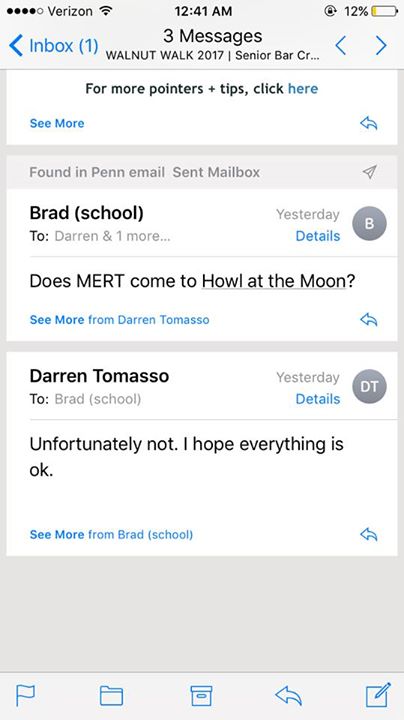 Verizon 12:41 AM 12%
Inbox (1) 3 Messages
WALNUT WALK 2017 | Senior Bar Cr...
For more pointers + tips, click here
See More
Found in Penn email Sent Mailbox
Brad (school) Yesterday B
To: Darren & 1 more... Details
Does MERT come to Howl at the Moon?
See More from Darren Tomasso
Darren Tomasso Yesterday DT
To: Brad (school) Details
Unfortunately not. I hope everything is
ok.
See More from Brad (school)